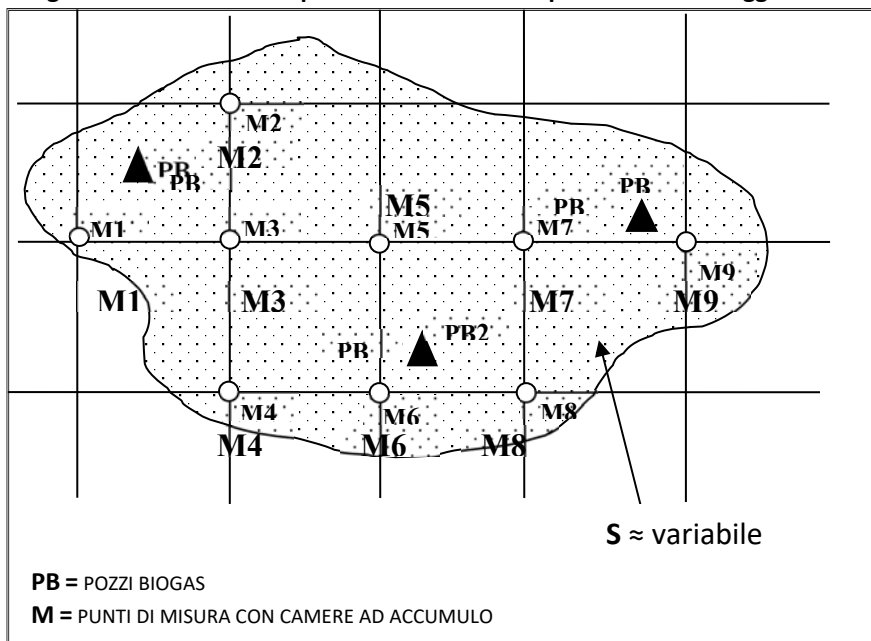 M2
M2
PB
PB
PB
PB
M5
M1
M3
M5
M7
M9
M1
M3
M7
M9
PB
PB2
M4
M6
M8
M4
M6
M8
S ≈ variabile
PB = POZZI BIOGAS
M = PUNTI DI MISURA CON CAMERE AD ACCUMULO